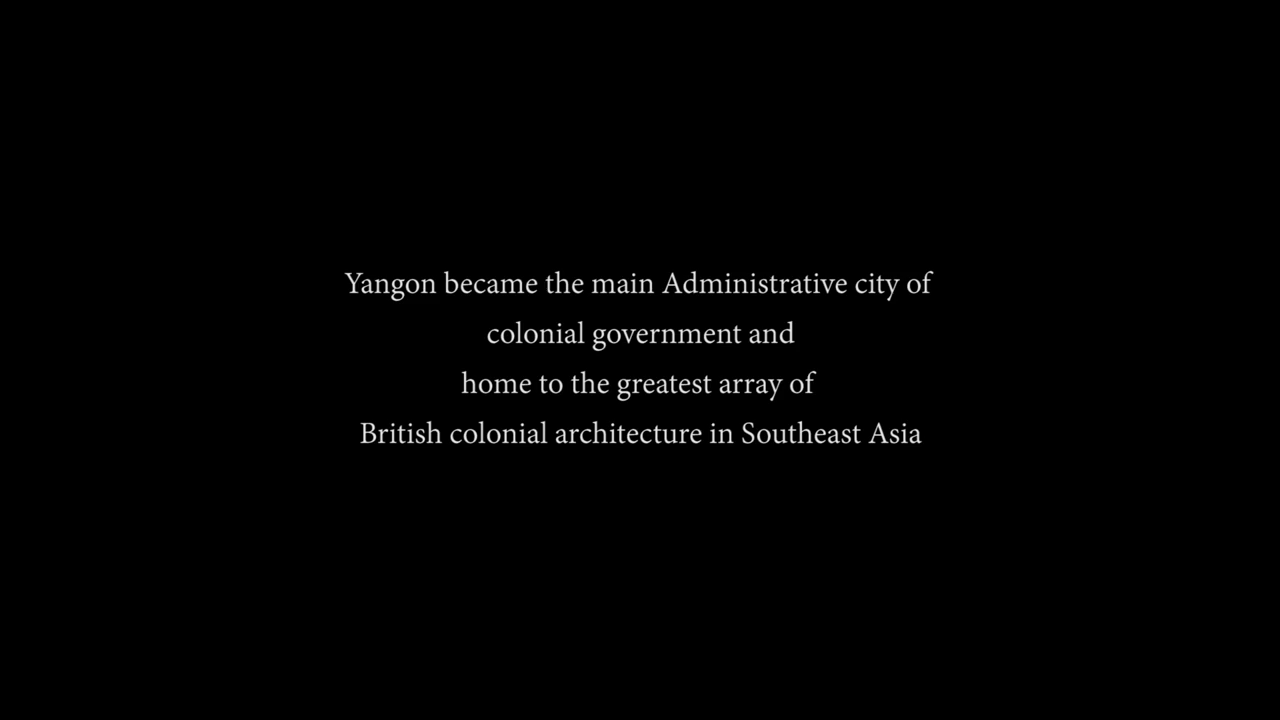 Yangon became the main Administrative city of
colonial government and
home to the greatest array of
British colonial architecture in Southeast Asia